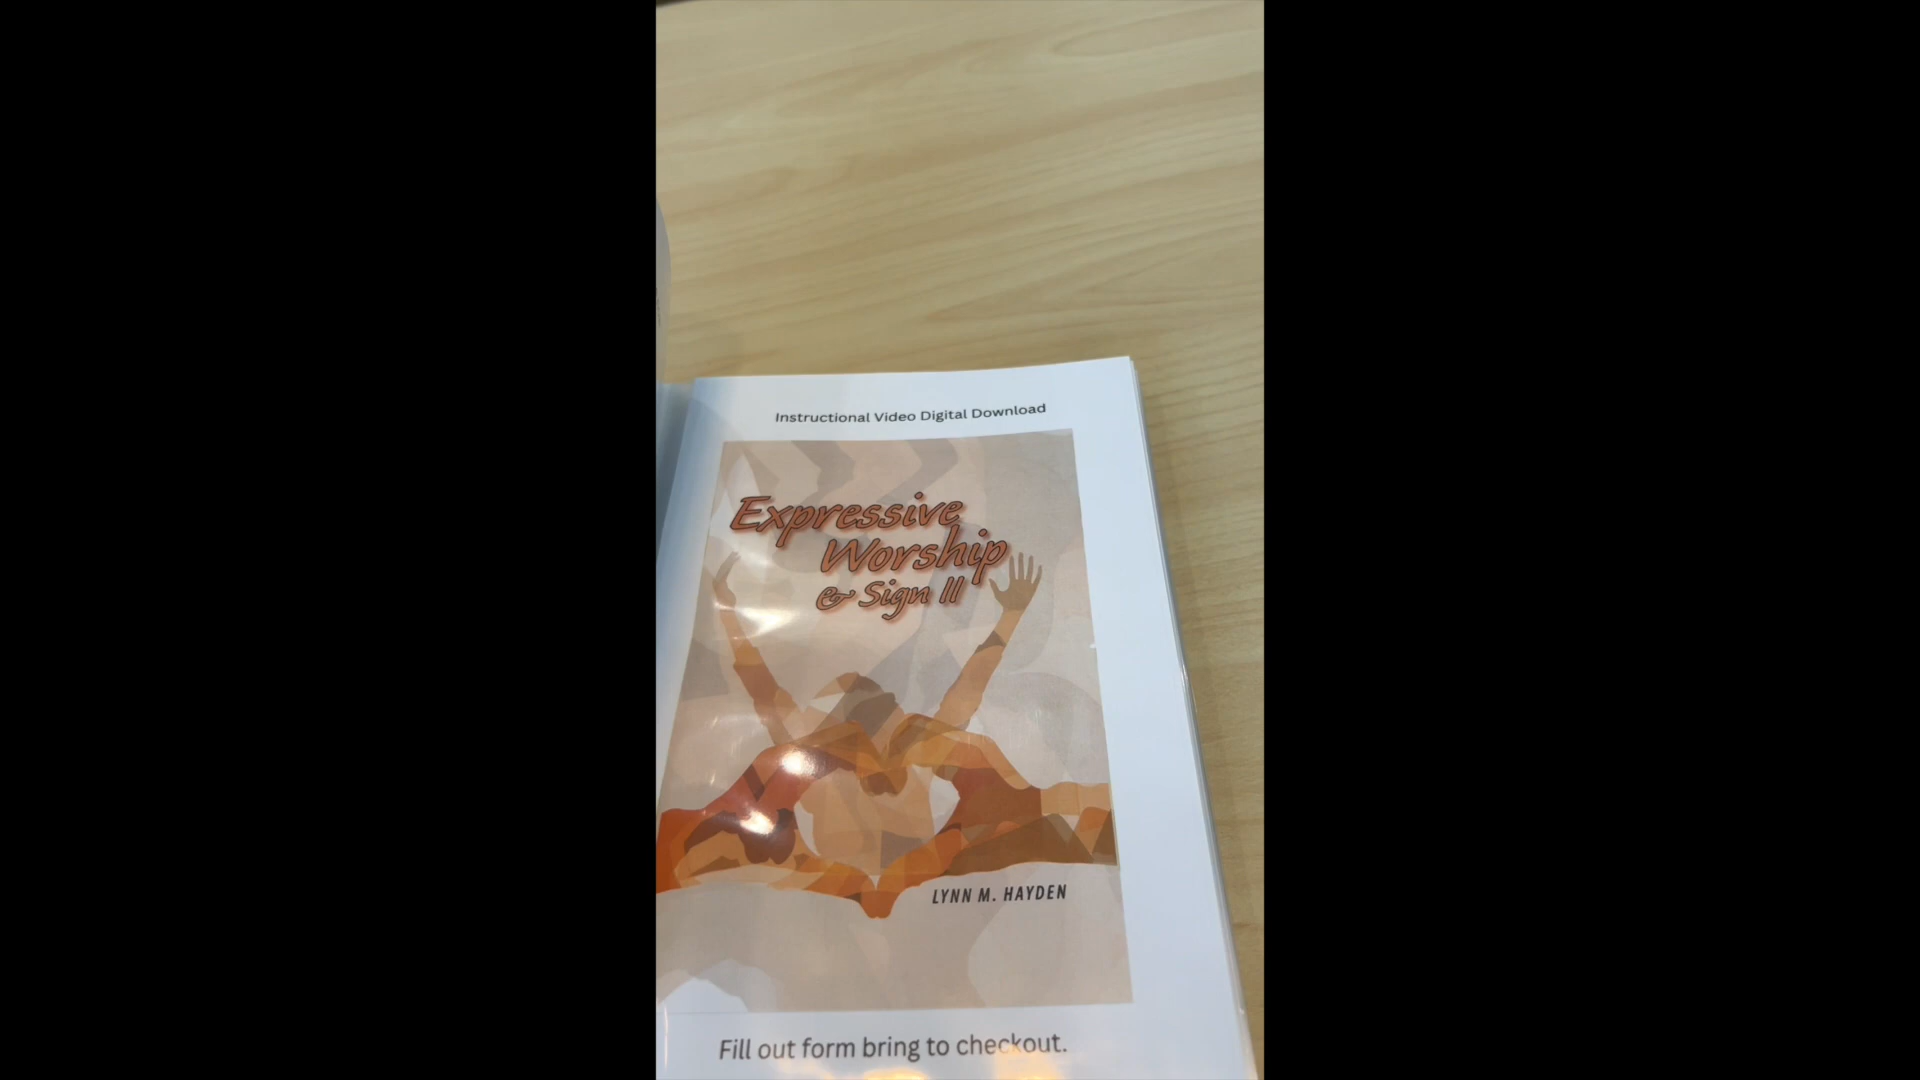 Instructional Video Digital Download
Expressive
Worship
& Sign II
LYNN M. HAYDEN
Fill out form bring to checkout.